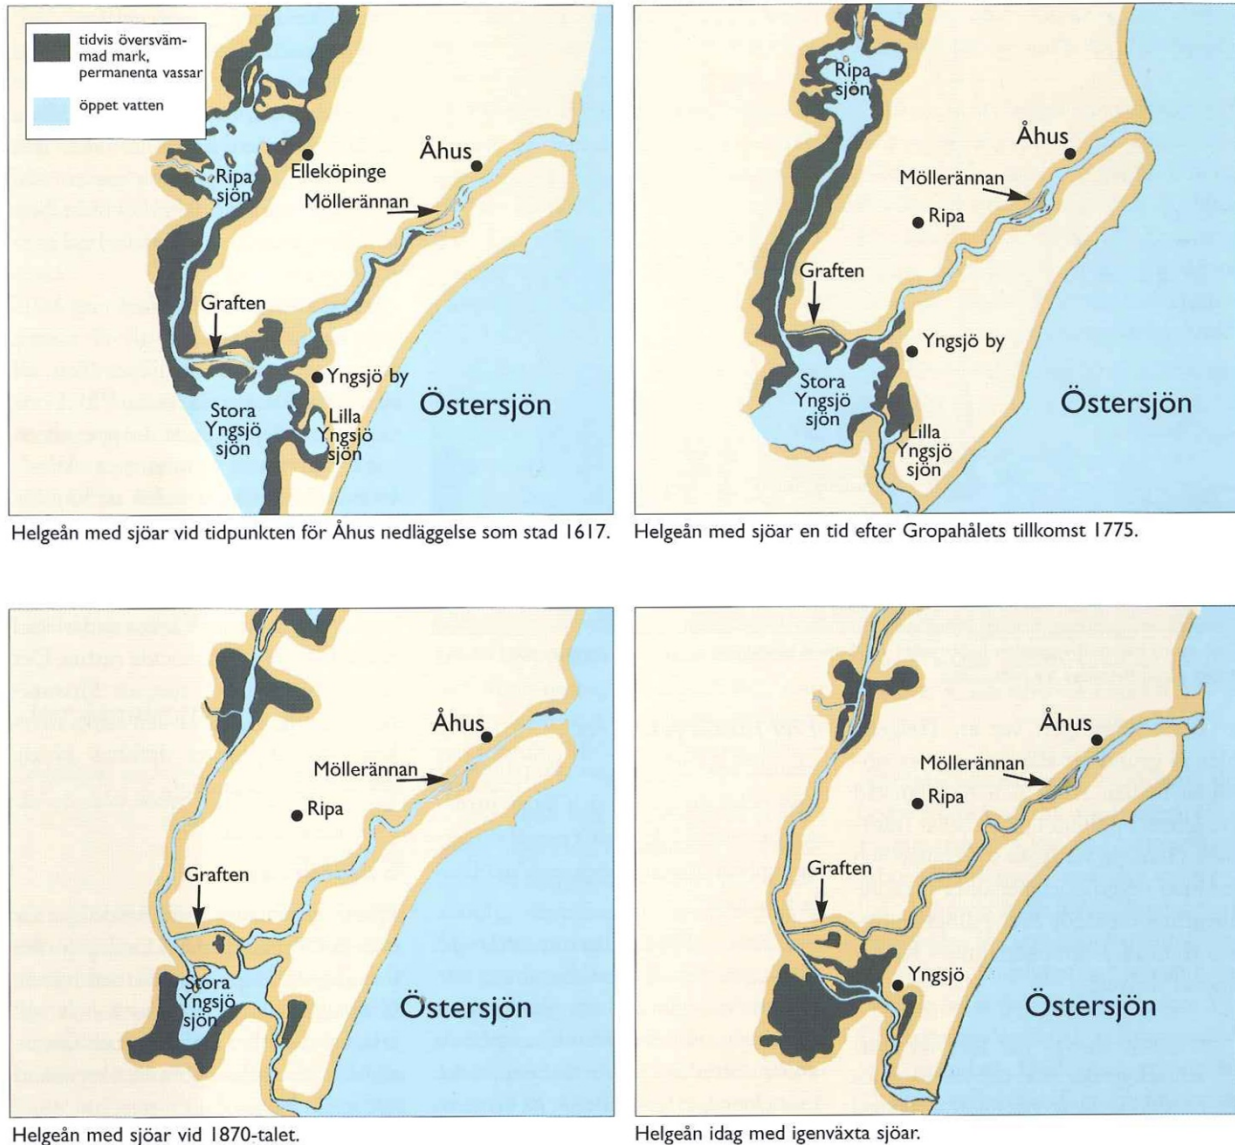 tidvis översväm-
mad mark,
permanenta vassar
öppet vatten
Ripa
sjön
Elleköpinge
Åhus
Möllerännan
Graften
Yngsjö by
Stora
Yngsjö
sjön
Lilla
Yngsjö
sjön
Östersjön
Helgeån med sjöar vid tidpunkten för Åhus nedläggelse som stad 1617.
Ripa
sjön
Åhus
Möllerännan
Ripa
Graften
Yngsjö by
Stora
Yngsjö
sjön
Lilla
Yngsjö
sjön
Östersjön
Helgeån med sjöar en tid efter Gropahålets tillkomst 1775.
Åhus
Möllerännan
Ripa
Graften
Stora
Yngsjö
sjön
Östersjön
Helgeån med sjöar vid 1870-talet.
Åhus
Möllerännan
Ripa
Graften
Yngsjö
Östersjön
Helgeån idag med igenväxta sjöar.